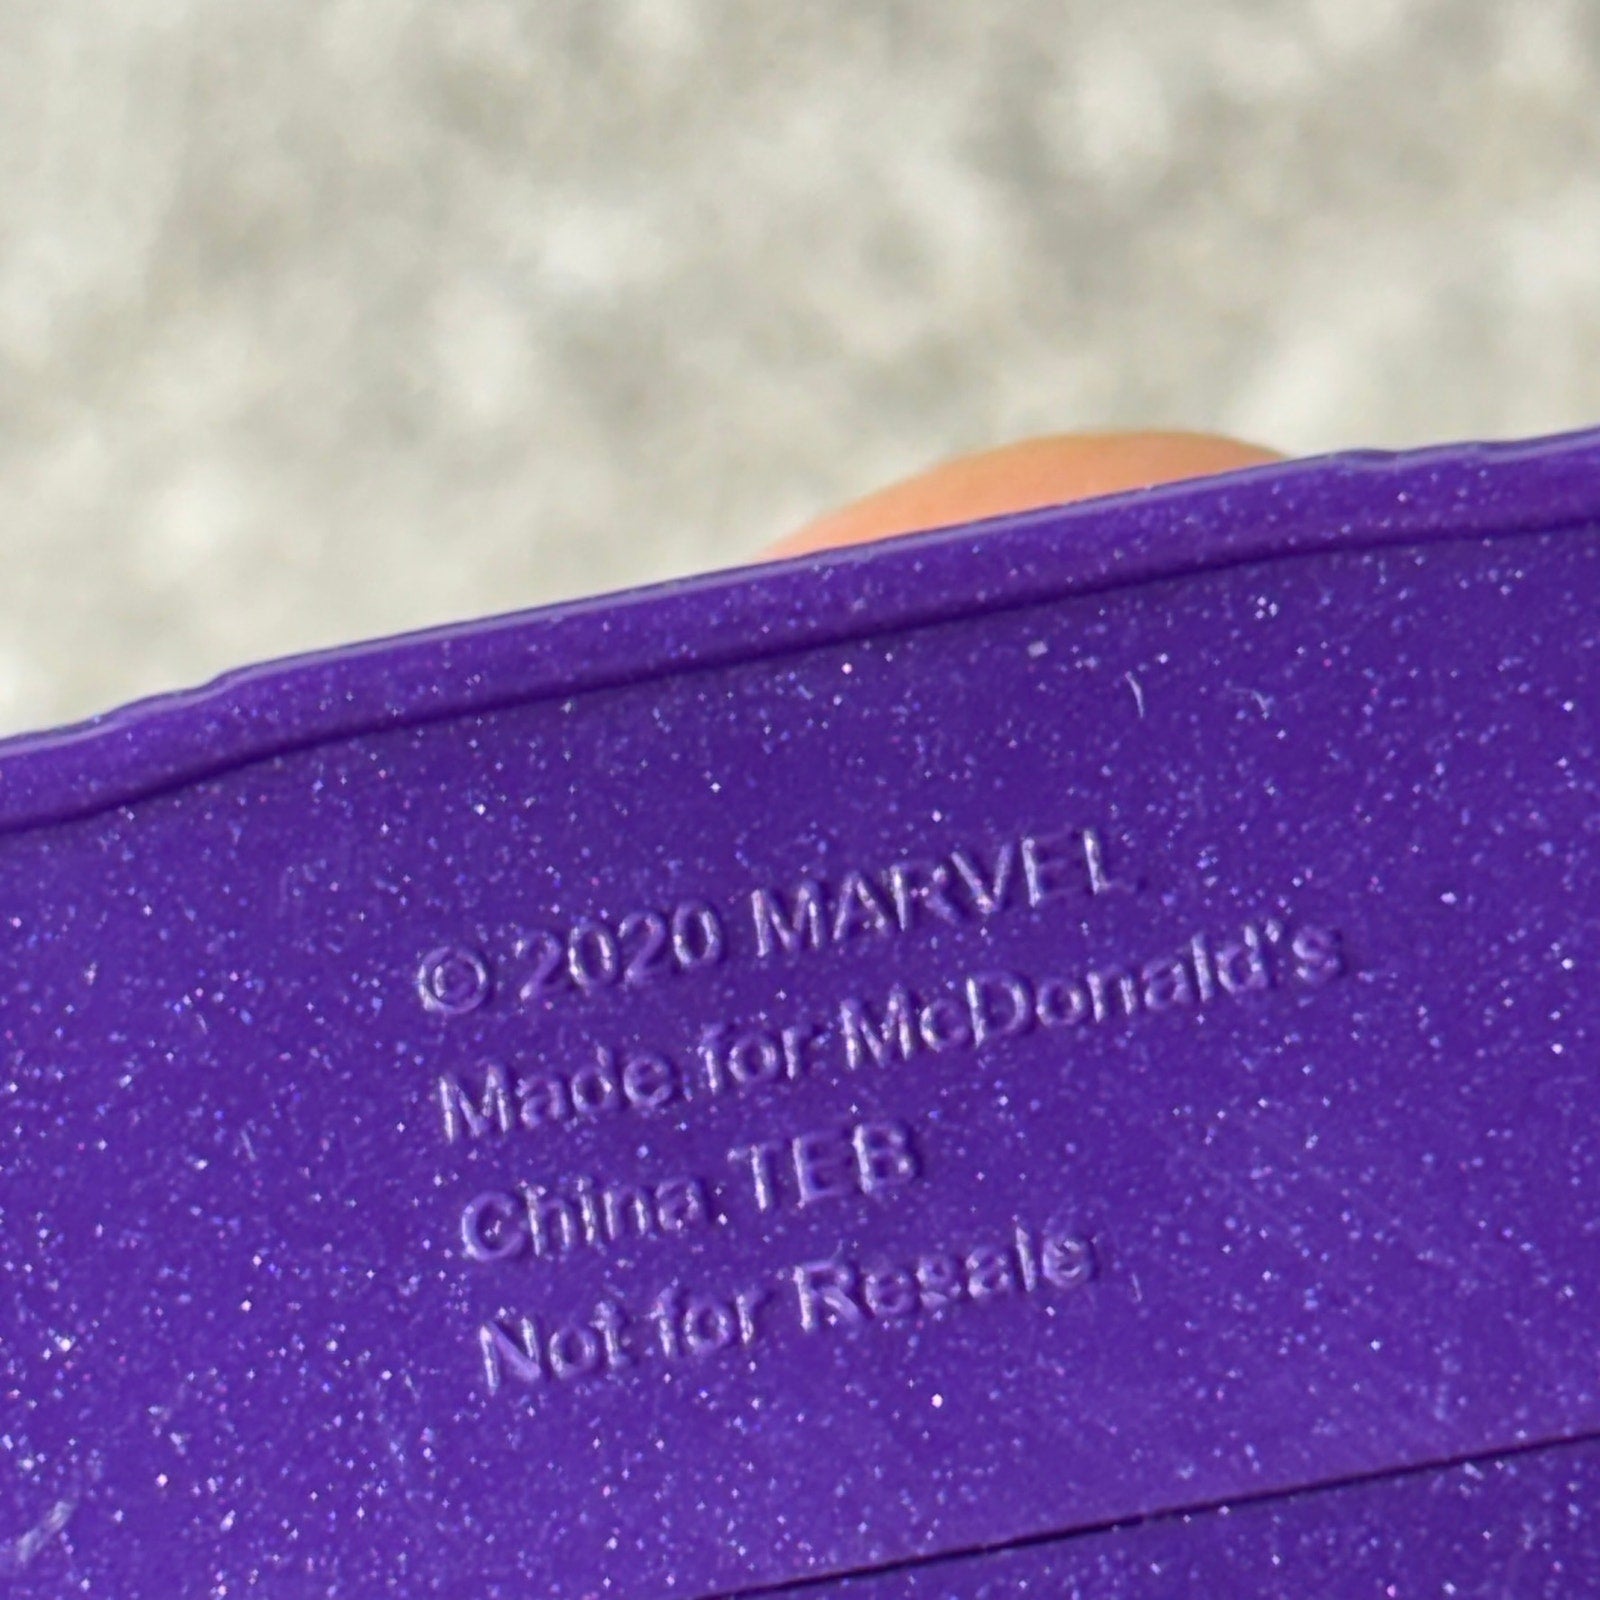 © 2020 MARVEL
Made for McDonald's
China TEB
Not for Resale